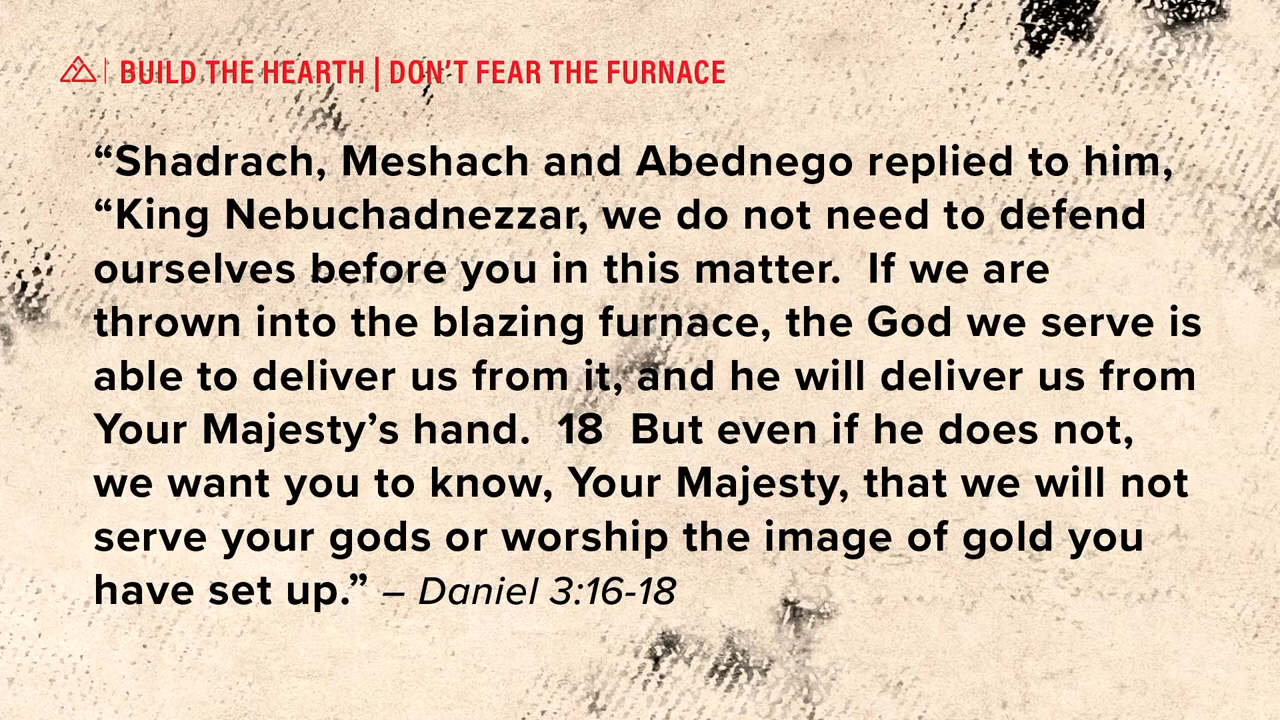 BUILD THE HEARTH | DON’T FEAR THE FURNACE
“Shadrach, Meshach and Abednego replied to him,
“King Nebuchadnezzar, we do not need to defend
ourselves before you in this matter.  If we are
thrown into the blazing furnace, the God we serve is
able to deliver us from it, and he will deliver us from
Your Majesty’s hand.  18  But even if he does not,
we want you to know, Your Majesty, that we will not
serve your gods or worship the image of gold you
have set up.” – Daniel 3:16-18